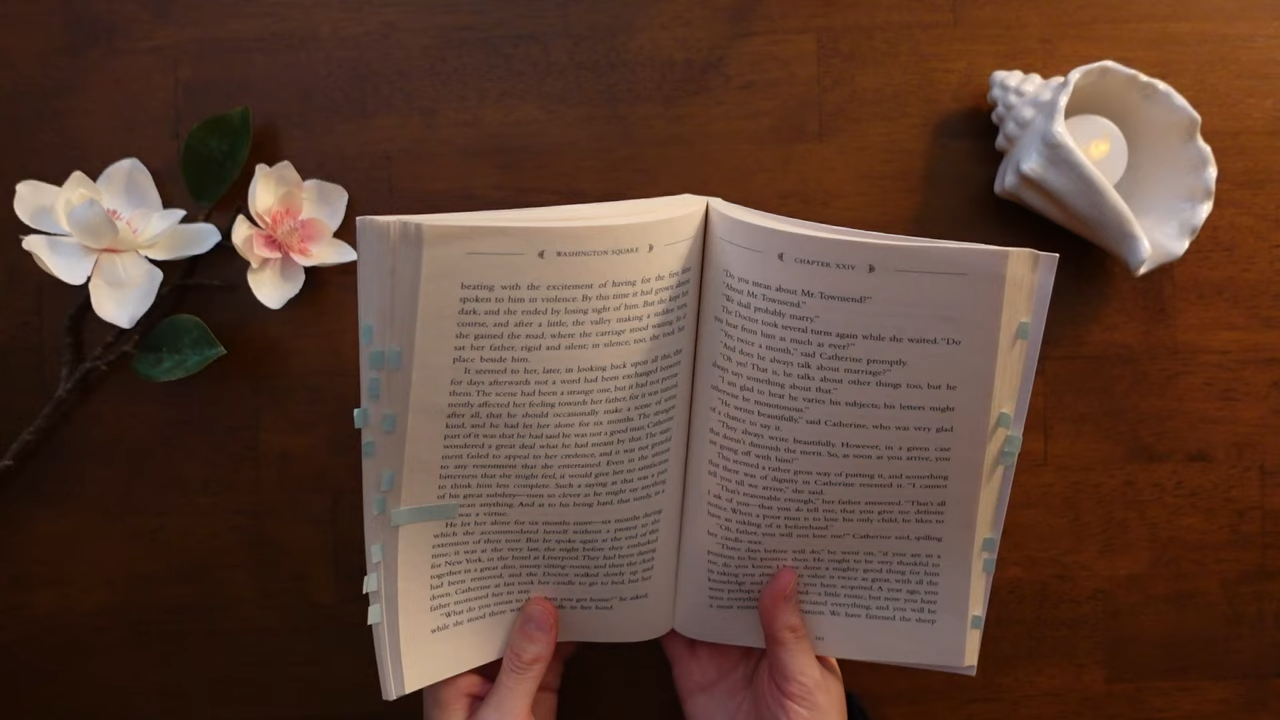 WASHINGTON SQUARE
beating with the excitement of having for the first time
spoken to him in violence. By this time it had grown almost
dark, and she ended by losing sight of him. But she kept her
course, and after a little, the valley making a sudden turn,
she gained the road, where the carriage stood waiting. In it
sat her father, rigid and silent; in silence, too, she took her
place beside him.
It seemed to her, later, in looking back upon all this, that
for days afterwards not a word had been exchanged between
them. The scene had been a strange one, but it had not perma-
nently affected her feeling towards her father, for it was natural,
after all, that he should occasionally make a scene of some
kind, and he had let her alone for six months. The strangest
part of it was that he had said he was not a good man; Catherine
wondered a great deal what he had meant by that. The state-
ment failed to appeal to her credence, and it was not grateful
to any resentment that she entertained. Even in the utmost
bitterness that she might feel, it would give her no satisfaction
to think him less complete. Such a saying as that was a part
of his great subtlety—men so clever as he might say anything
mean anything. And as to his being hard, that surely, in a
was a virtue.
He let her alone for six months more—six months during
which she accommodated herself without a protest to the
extension of their tour. But he spoke again at the end of this
time; it was at the very last, the night before they embarked
for New York, in the hotel at Liverpool. They had been dining
together in a great dim, musty sitting-room; and then the cloth
had been removed, and the Doctor walked slowly up and
down. Catherine at last took her candle to go to bed, but her
father motioned her to stay.
"What do you mean to you get home?" he asked,
while she stood there to her hand.
CHAPTER XXIV
"Do you mean about Mr. Townsend?"
"About Mr. Townsend."
"We shall probably marry."
The Doctor took several turns again while she waited. "Do
you hear from him as much as ever?"
"Yes, twice a month," said Catherine promptly.
"And does he always talk about marriage?"
"Oh yes! That is, he talks about other things too, but he
always says something about that."
"I am glad to hear he varies his subjects; his letters might
otherwise be monotonous."
"He writes beautifully," said Catherine, who was very glad
of a chance to say it.
"They always write beautifully. However, in a given case
that doesn't diminish the merit. So, as soon as you arrive, you
are going off with him?"
This seemed a rather gross way of putting it, and something
that there was of dignity in Catherine resented it. "I cannot
tell you till we arrive," she said.
"That's reasonable enough," her father answered. "That's all
I ask of you—that you do tell me, that you give me definite
notice. When a poor man is to lose his only child, he likes to
have an inkling of it beforehand."
"Oh, father, you will not lose me!" Catherine said, spilling
her candle-wax.
"Three days before will do," he went on, "if you are in a
position to be positive then. He ought to be very thankful to
me, do you know. I have done a mighty good thing for him
in taking you value is twice as great, with all the
knowledge and you have acquired. A year ago, you
were perhaps a little rustic; but now you have
seen everything, appreciated everything, and you will be
a most We have fattened the sheep